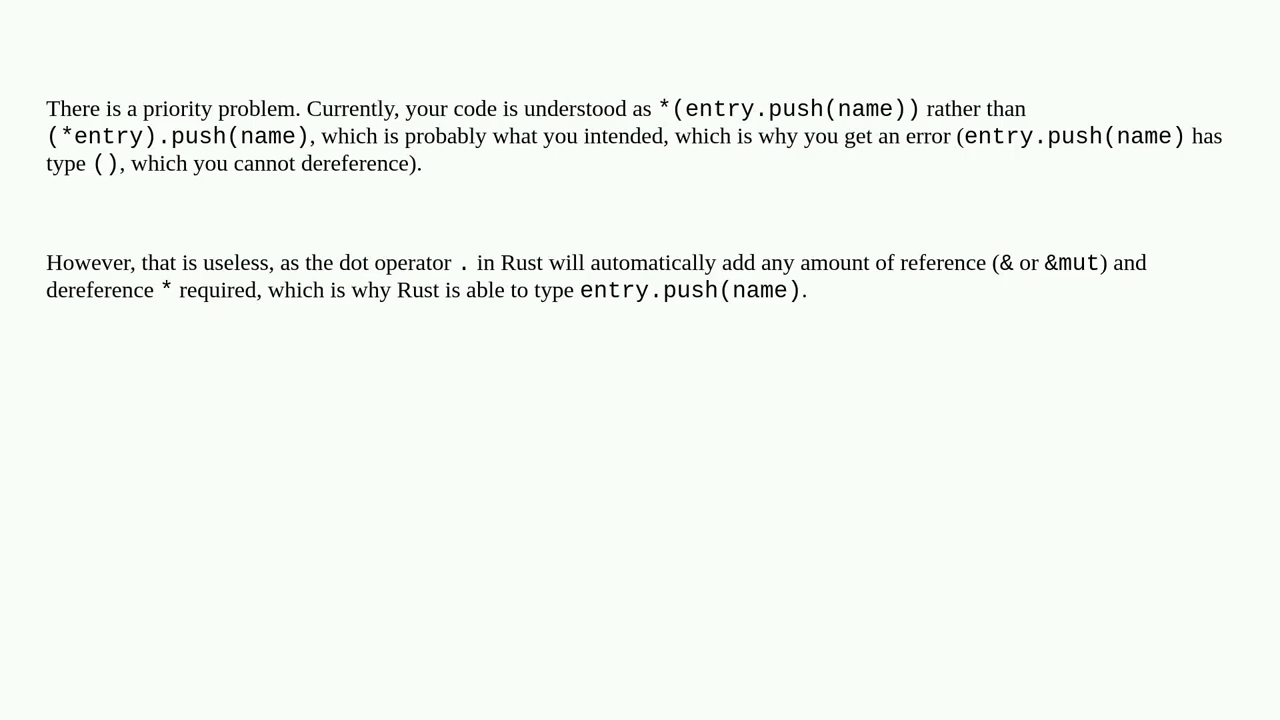 There is a priority problem. Currently, your code is understood as *(entry.push(name)) rather than
(*entry).push(name), which is probably what you intended, which is why you get an error (entry.push(name) has
type (), which you cannot dereference).
However, that is useless, as the dot operator . in Rust will automatically add any amount of reference (& or &mut) and
dereference * required, which is why Rust is able to type entry.push(name).